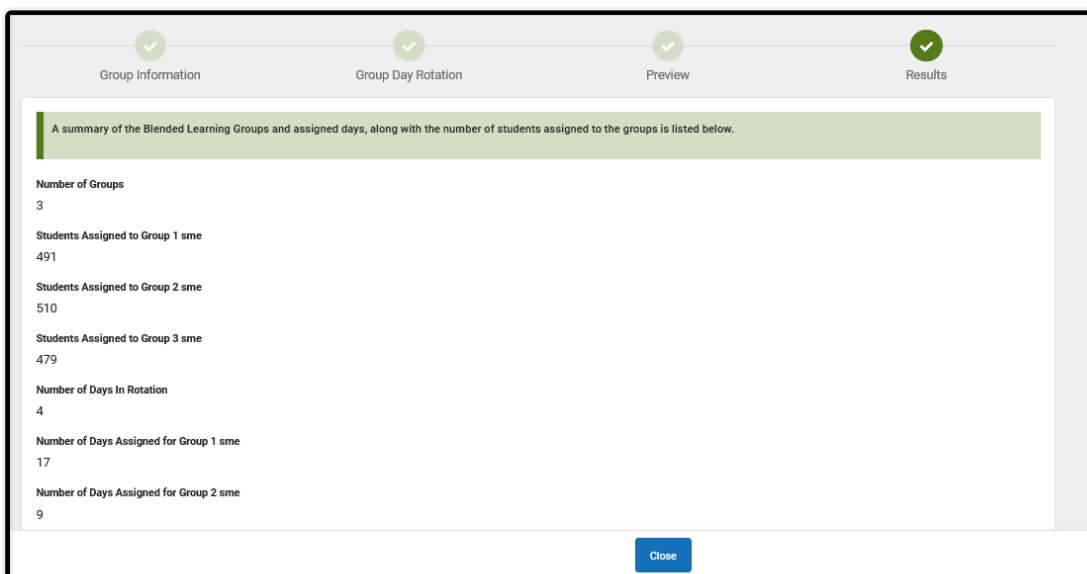 Group Information
Group Day Rotation
Preview
Results
A summary of the Blended Learning Groups and assigned days, along with the number of students assigned to the groups is listed below.
Number of Groups
3
Students Assigned to Group 1 sme
491
Students Assigned to Group 2 sme
510
Students Assigned to Group 3 sme
479
Number of Days In Rotation
4
Number of Days Assigned for Group 1 sme
17
Number of Days Assigned for Group 2 sme
9
Close